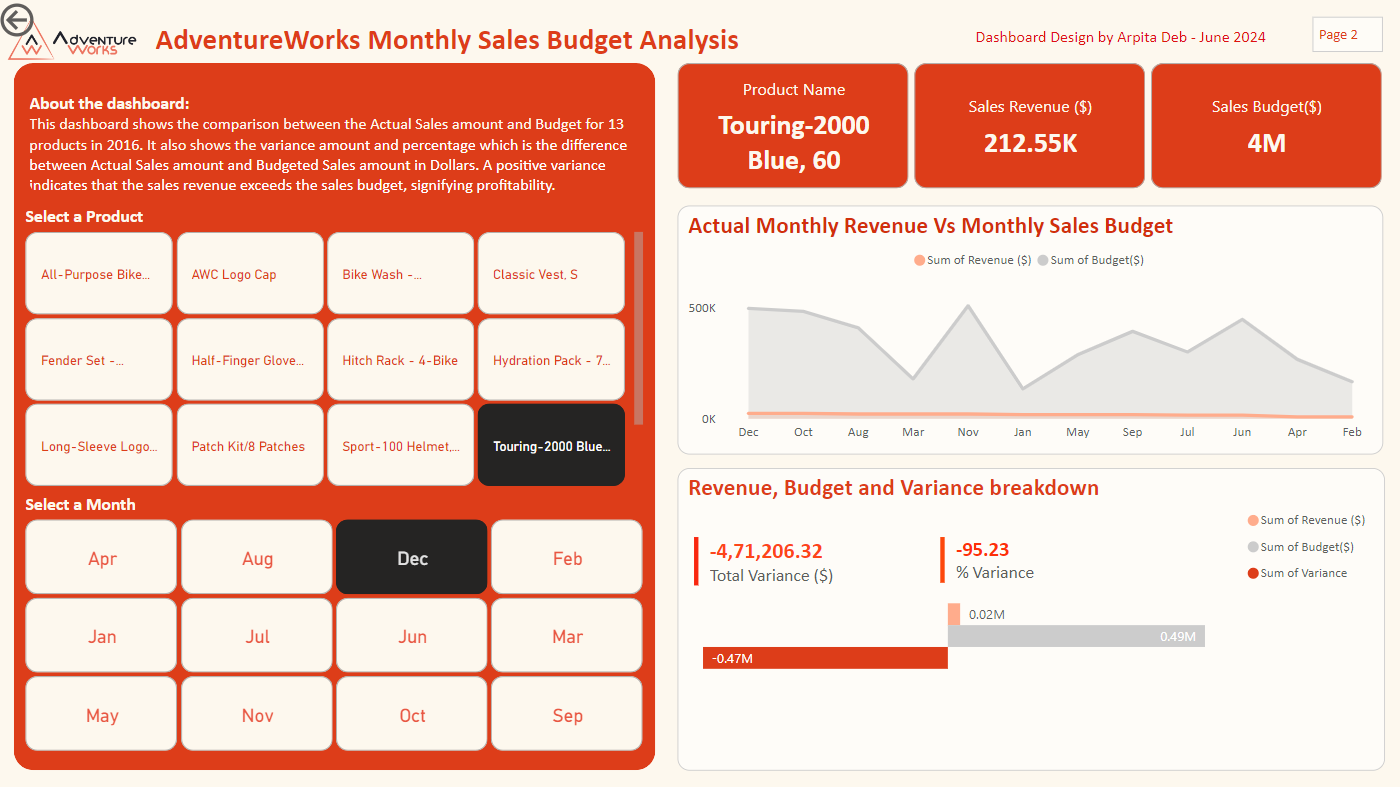 Adventure
Works
AdventureWorks Monthly Sales Budget Analysis
Dashboard Design by Arpita Deb - June 2024
Page 2
About the dashboard:
This dashboard shows the comparison between the Actual Sales amount and Budget for 13
products in 2016. It also shows the variance amount and percentage which is the difference
between Actual Sales amount and Budgeted Sales amount in Dollars. A positive variance
indicates that the sales revenue exceeds the sales budget, signifying profitability.
Select a Product
All-Purpose Bike...
AWC Logo Cap
Bike Wash -...
Classic Vest, S
Fender Set -...
Half-Finger Glove...
Hitch Rack - 4-Bike
Hydration Pack - 7...
Long-Sleeve Logo...
Patch Kit/8 Patches
Sport-100 Helmet,...
Touring-2000 Blue...
Select a Month
Apr
Aug
Dec
Feb
Jan
Jul
Jun
Mar
May
Nov
Oct
Sep
Product Name
Touring-2000
Blue, 60
Sales Revenue ($)
212.55K
Sales Budget($)
4M
Actual Monthly Revenue Vs Monthly Sales Budget
Sum of Revenue ($) Sum of Budget($)
500K
0K
Dec Oct Aug Mar Nov Jan May Sep Jul Jun Apr Feb
Revenue, Budget and Variance breakdown
-4,71,206.32
Total Variance ($)
-95.23
% Variance
Sum of Revenue ($)
Sum of Budget($)
Sum of Variance
0.02M
0.49M
-0.47M